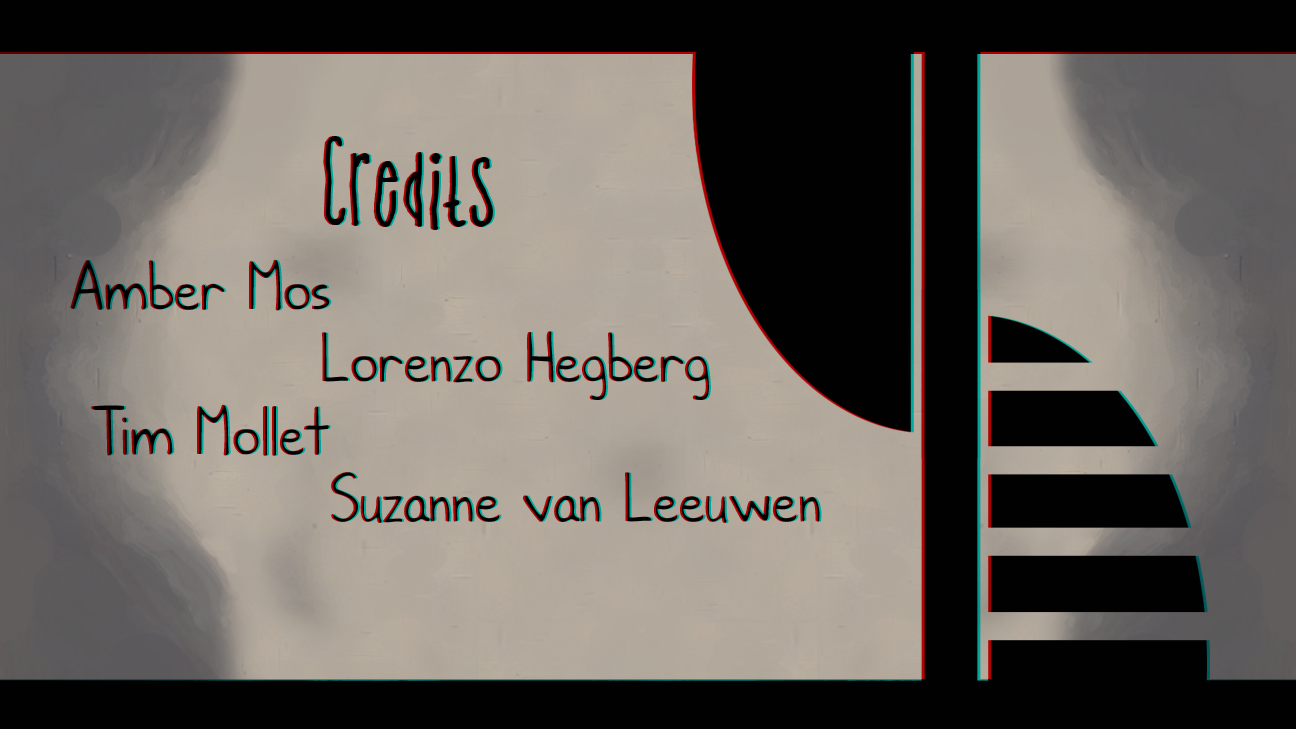 Credits
Amber Mos
Lorenzo Hegberg
Tim Mollet
Suzanne van Leeuwen